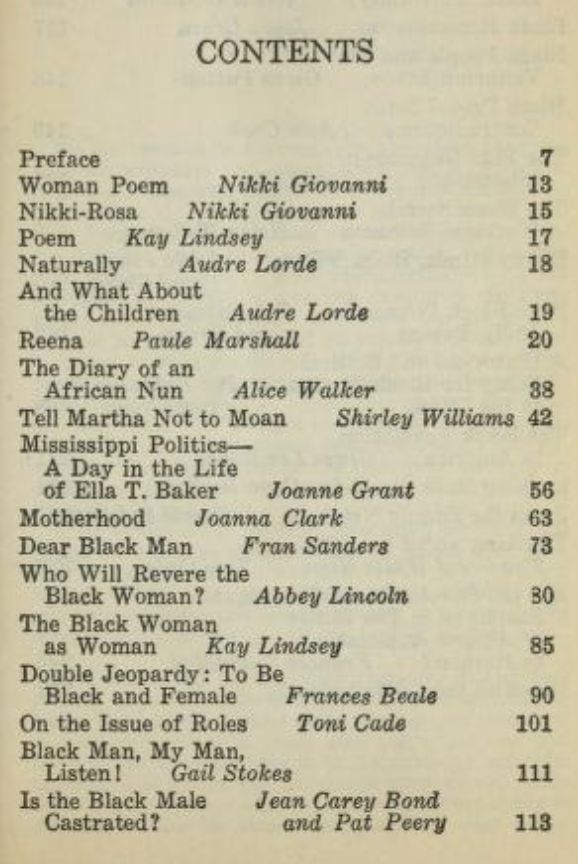 CONTENTS
Preface 7
Woman Poem Nikki Giovanni 13
Nikki-Rosa Nikki Giovanni 15
Poem Kay Lindsey 17
Naturally Audre Lorde 18
And What About
the Children Audre Lorde 19
Reena Paule Marshall 20
The Diary of an
African Nun Alice Walker 38
Tell Martha Not to Moan Shirley Williams 42
Mississippi Politics—
A Day in the Life
of Ella T. Baker Joanne Grant 56
Motherhood Joanna Clark 63
Dear Black Man Fran Sanders 73
Who Will Revere the
Black Woman? Abbey Lincoln 80
The Black Woman
as Woman Kay Lindsey 85
Double Jeopardy: To Be
Black and Female Frances Beale 90
On the Issue of Roles Toni Cade 101
Black Man, My Man,
Listen! Gail Stokes 111
Is the Black Male Jean Carey Bond
Castrated? and Pat Peery 113